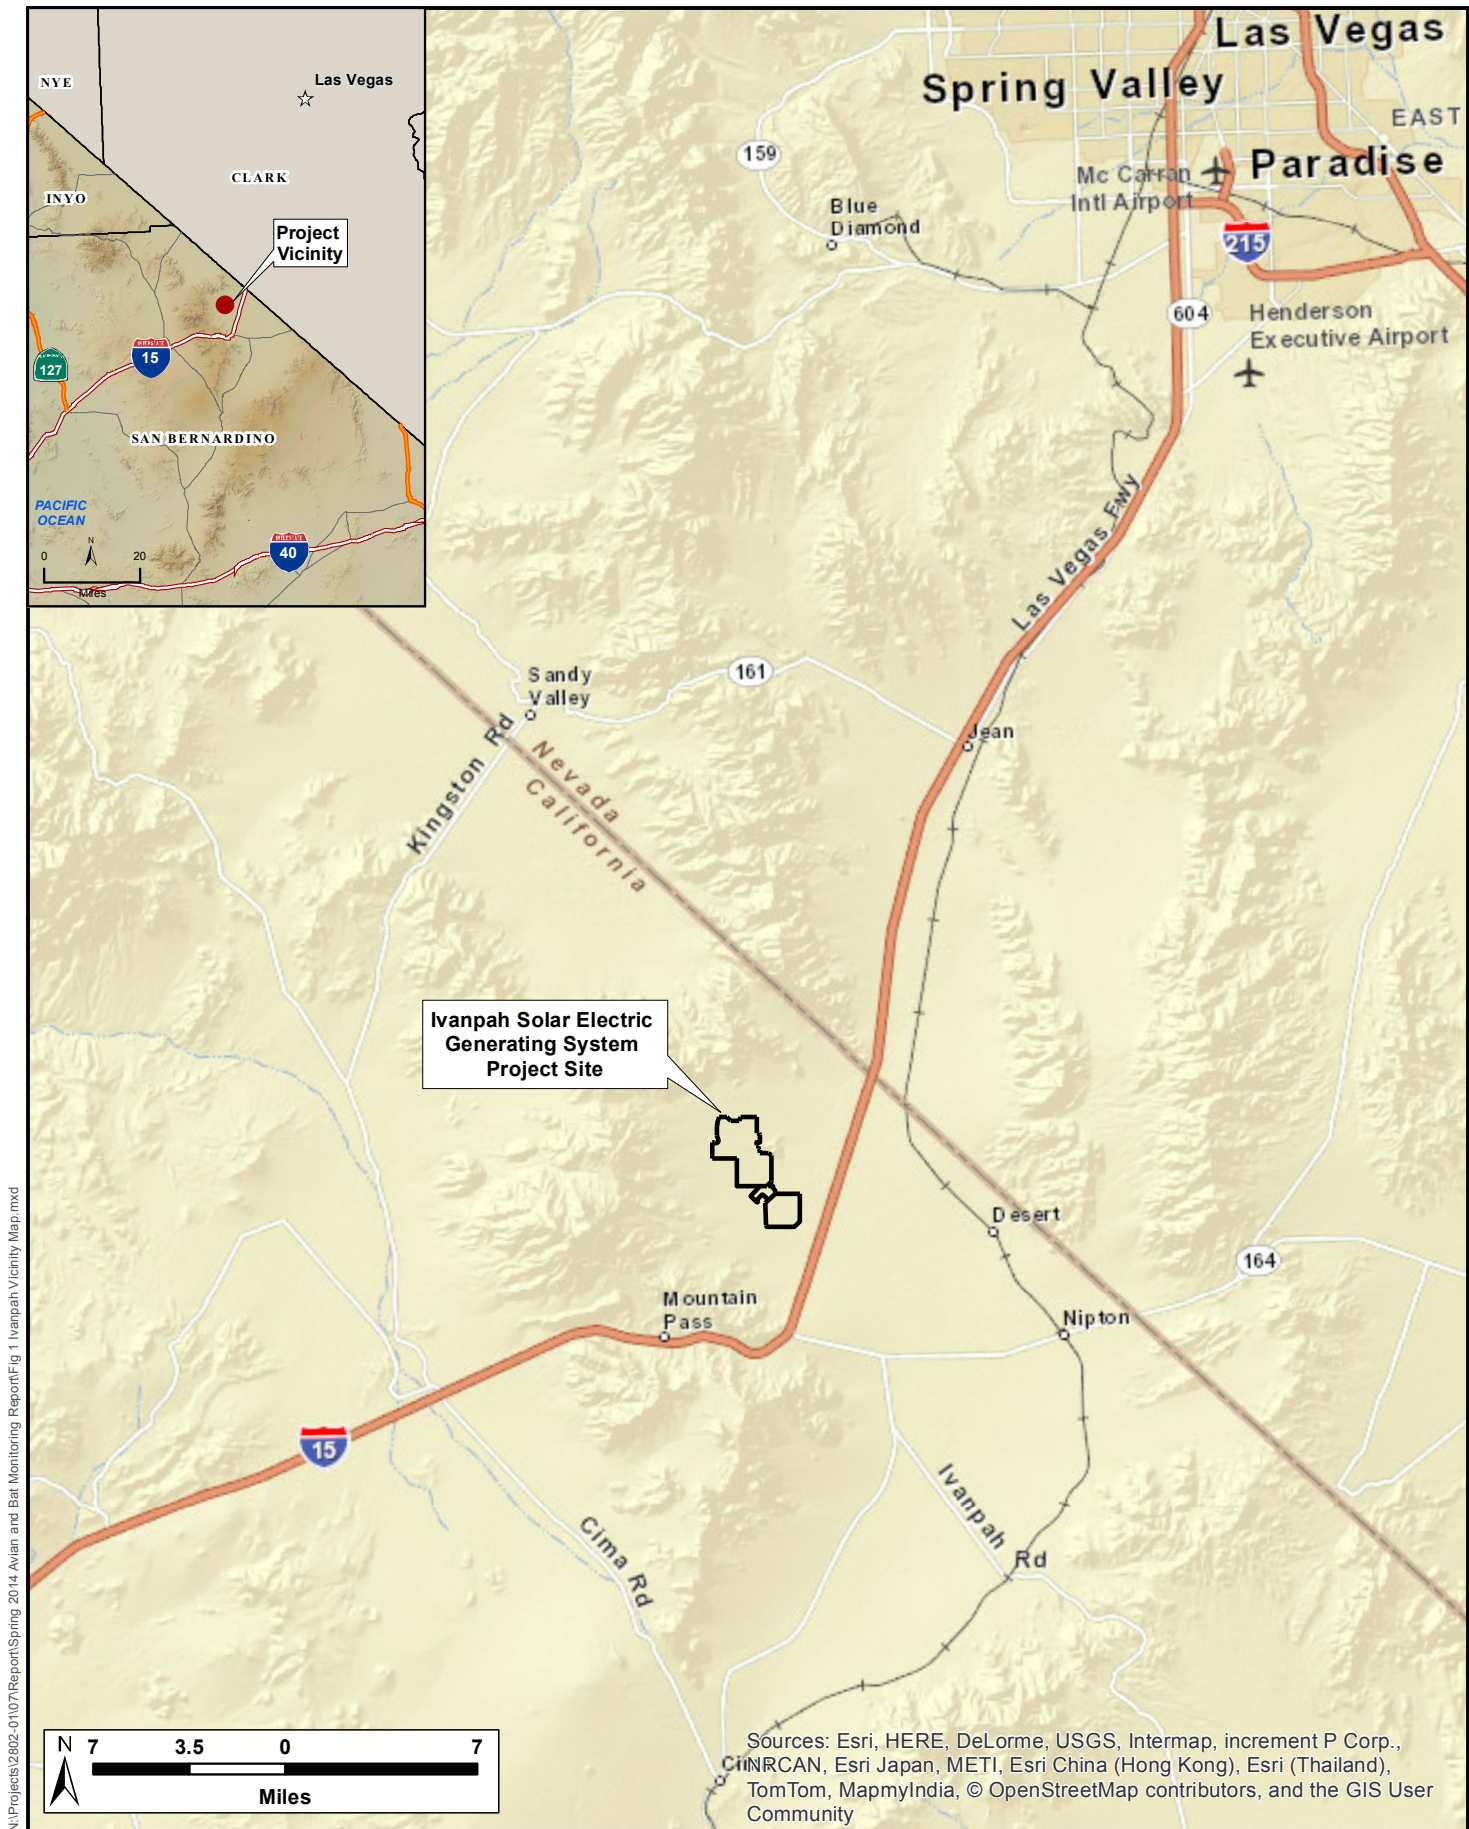 NYE
Las Vegas
CLARK
INYO
Project
Vicinity
INTERSTATE
15
CALIFORNIA
127
SAN BERNARDINO
PACIFIC
OCEAN
N
0 20
Miles
INTERSTATE
40
Las Vegas
Spring Valley
EAST
159
Mc Carran
Intl Airport
Paradise
Blue
Diamond
215
604
Henderson
Executive Airport
Las Vegas Fwy
Sandy
Valley
161
Jean
Kingston Rd
Nevada
California
Ivanpah Solar Electric
Generating System
Project Site
Desert
164
Mountain
Pass
Nipton
15
Ivanpah Rd
Cima Rd
Cima
N
7 3.5 0 7
Miles
Sources: Esri, HERE, DeLorme, USGS, Intermap, increment P Corp.,
NRCAN, Esri Japan, METI, Esri China (Hong Kong), Esri (Thailand),
TomTom, MapmyIndia, © OpenStreetMap contributors, and the GIS User
Community
N:\Projects\2802-01\07\Report\Spring 2014 Avian and Bat Monitoring Report\Fig 1 Ivanpah Vicinity Map.mxd